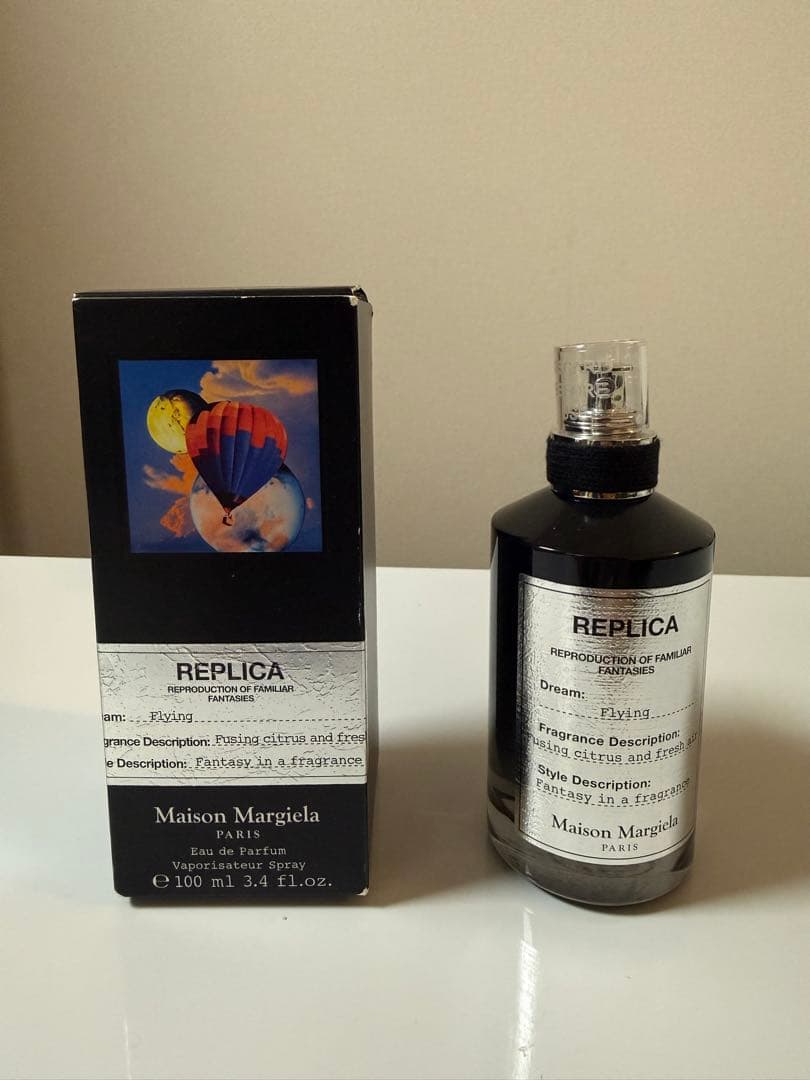 REPLICA
REPRODUCTION OF FAMILIAR
FANTASIES
am: Flying
grance Description: Fusing citrus and fres
e Description: Fantasy in a fragrance
Maison Margiela
PARIS
Eau de Parfum
Vaporisateur Spray
℮ 100 ml 3.4 fl.oz.
REPLICA
REPRODUCTION OF FAMILIAR
FANTASIES
Dream:
Flying
Fragrance Description:
Fusing citrus and fresh air
Style Description:
Fantasy in a fragrance
Maison Margiela
PARIS